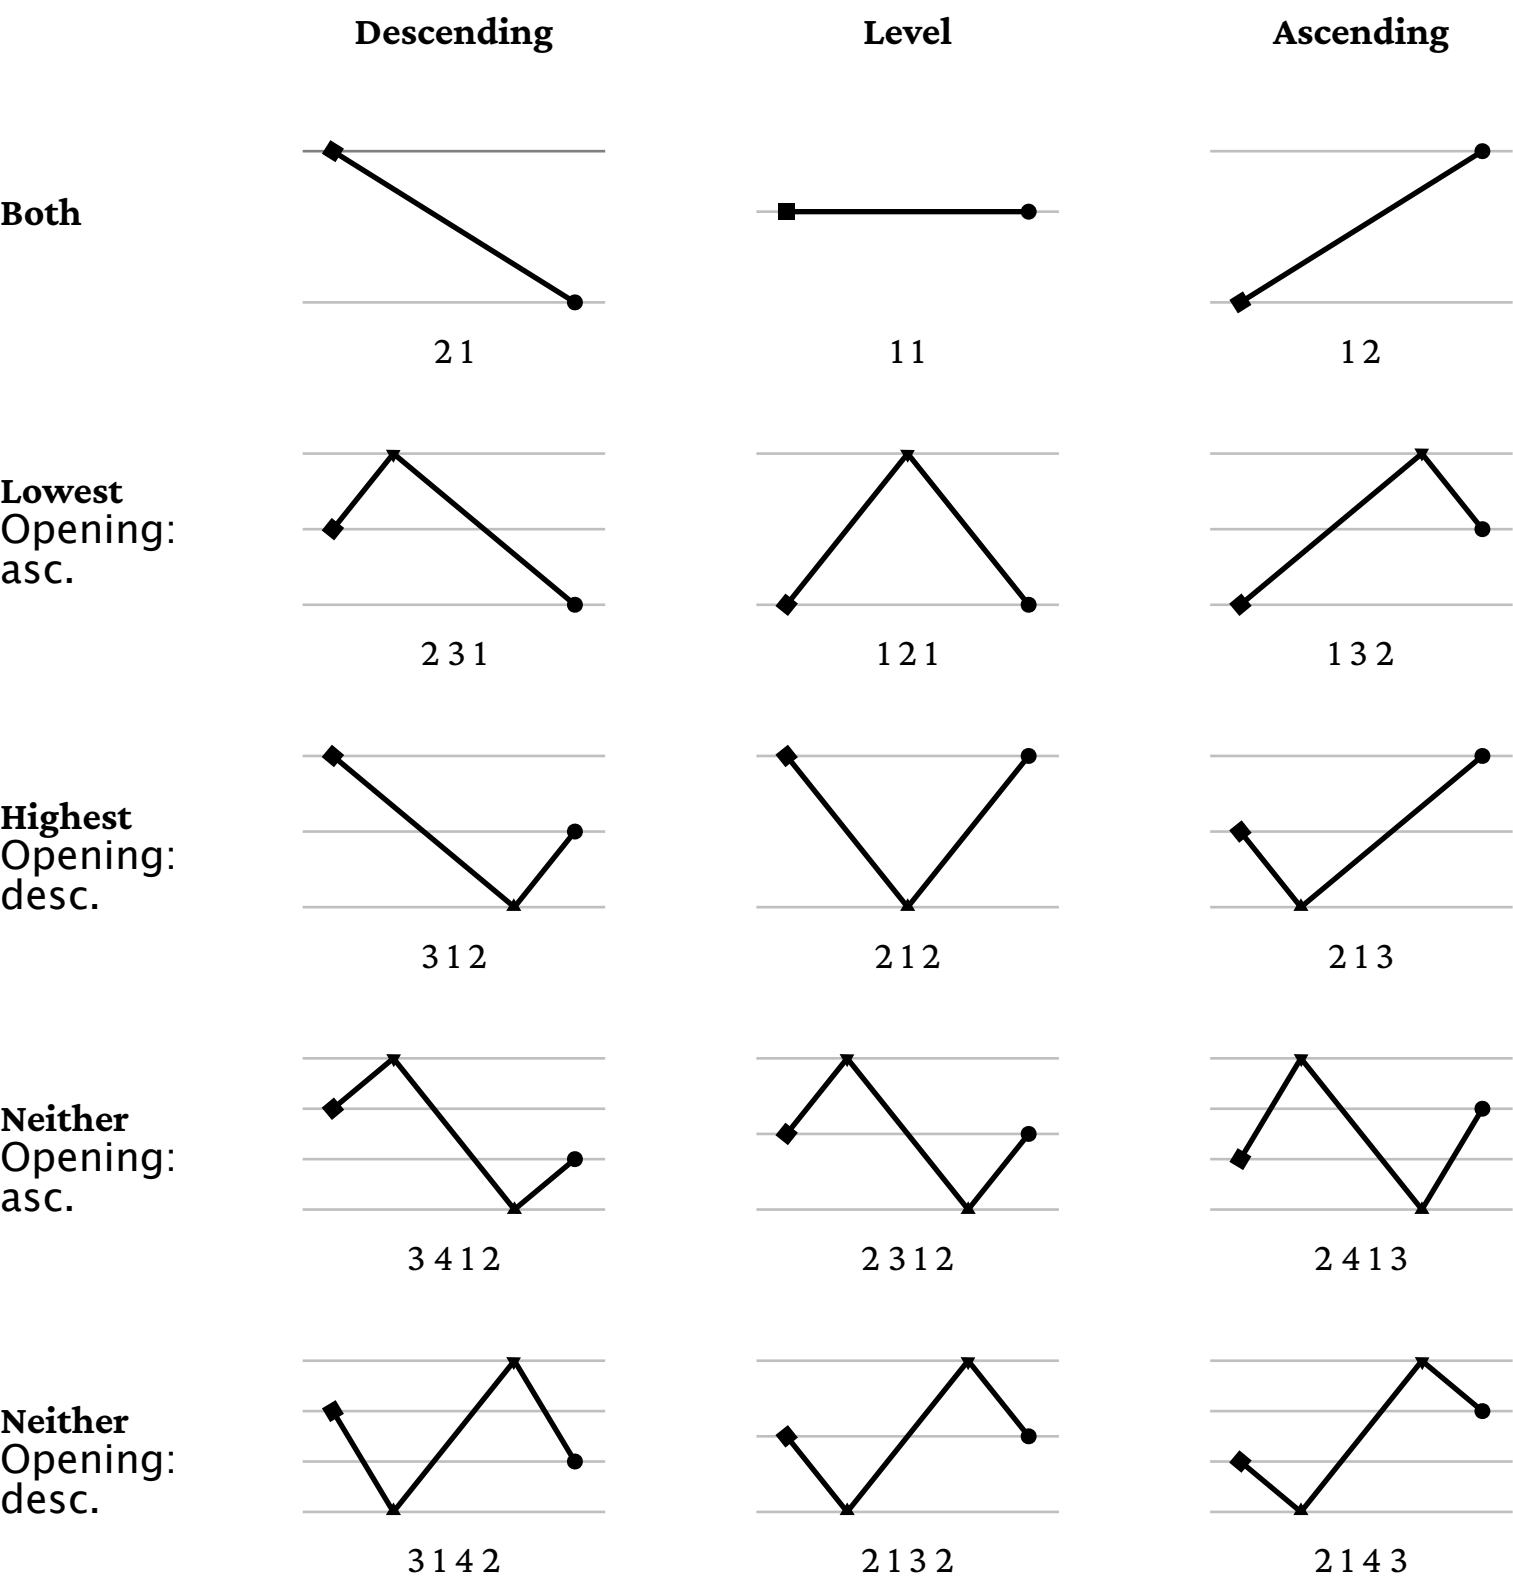 Descending Level Ascending
Both
2 1 1 1 1 2
Lowest
Opening:
asc.
2 3 1 1 2 1 1 3 2
Highest
Opening:
desc.
3 1 2 2 1 2 2 1 3
Neither
Opening:
asc.
3 4 1 2 2 3 1 2 2 4 1 3
Neither
Opening:
desc.
3 1 4 2 2 1 3 2 2 1 4 3